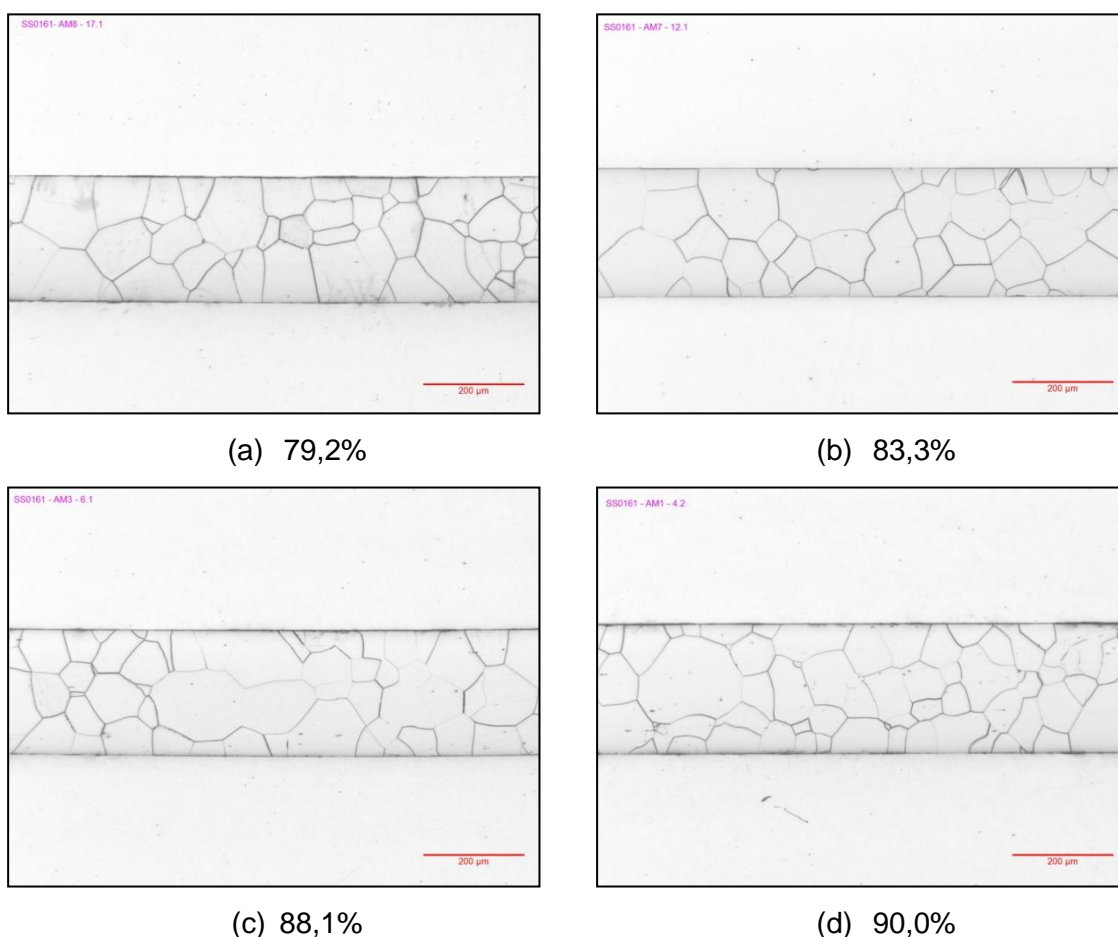 SS0161- AM8 - 17.1
SS0161 - AM7 - 12.1
200 µm
200 µm
(a) 79,2%
(b) 83,3%
SS0161 - AM3 - 6.1
SS0161 - AM1 - 4.2
200 µm
200 µm
(c) 88,1%
(d) 90,0%